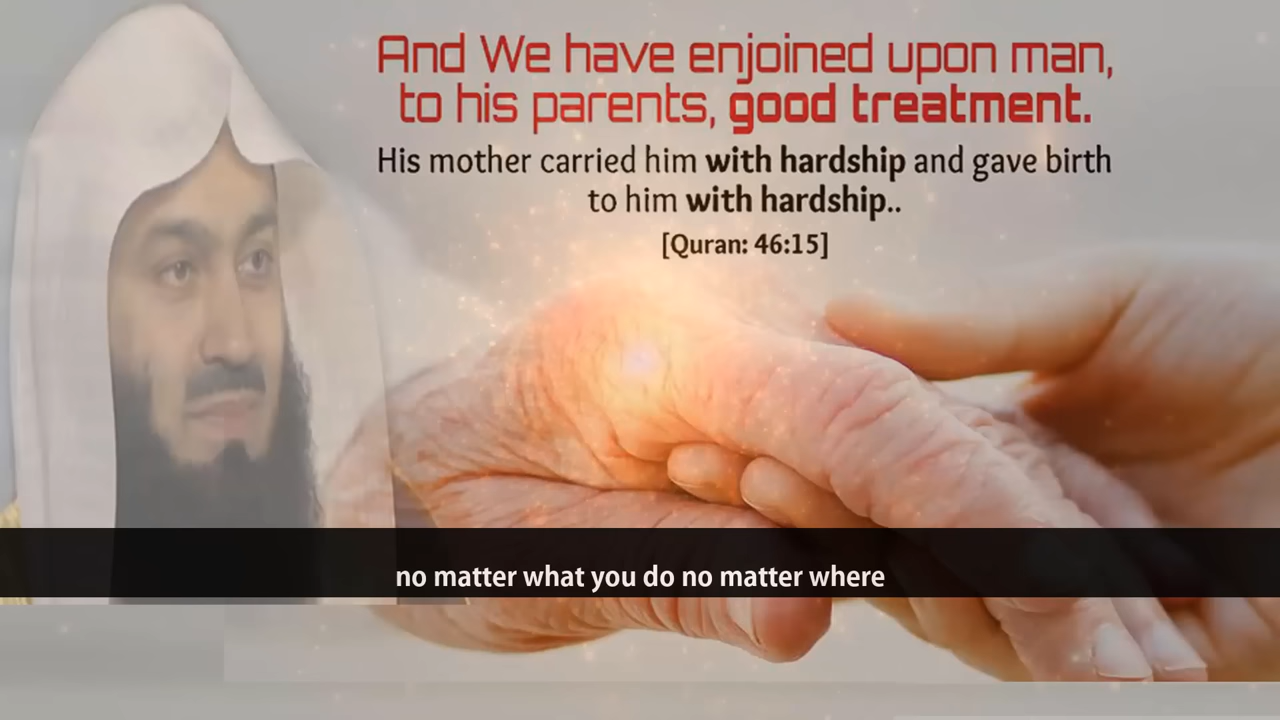 And We have enjoined upon man,
to his parents, good treatment.
His mother carried him with hardship and gave birth
to him with hardship..
[Quran: 46:15]
no matter what you do no matter where